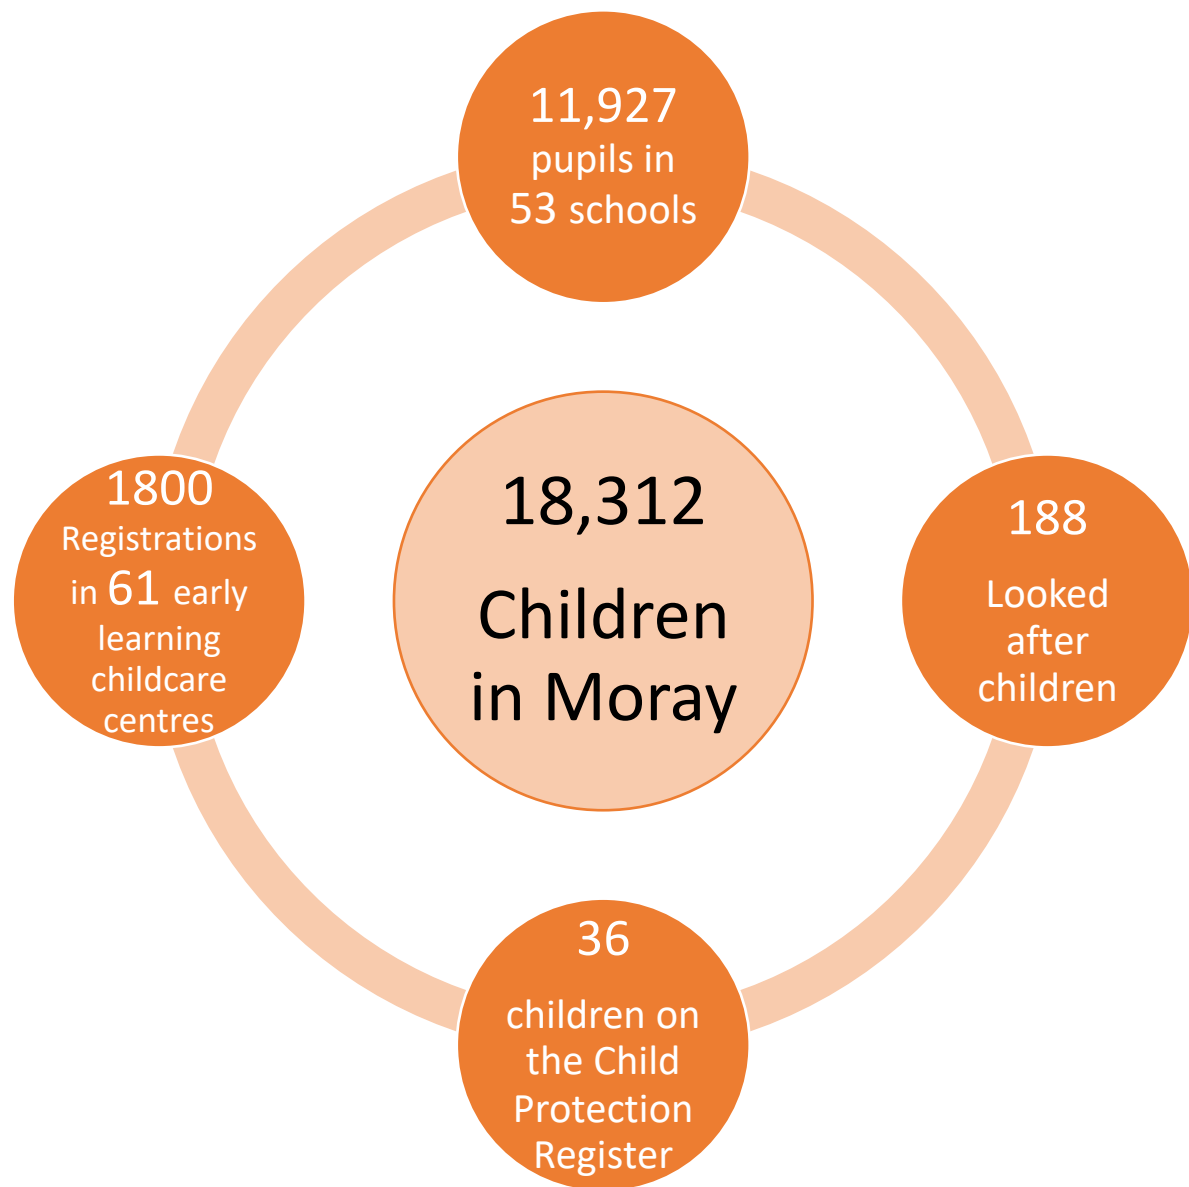 11,927
pupils in
53 schools
1800
Registrations
in 61 early
learning
childcare
centres
18,312
Children
in Moray
188
Looked
after
children
36
children on
the Child
Protection
Register